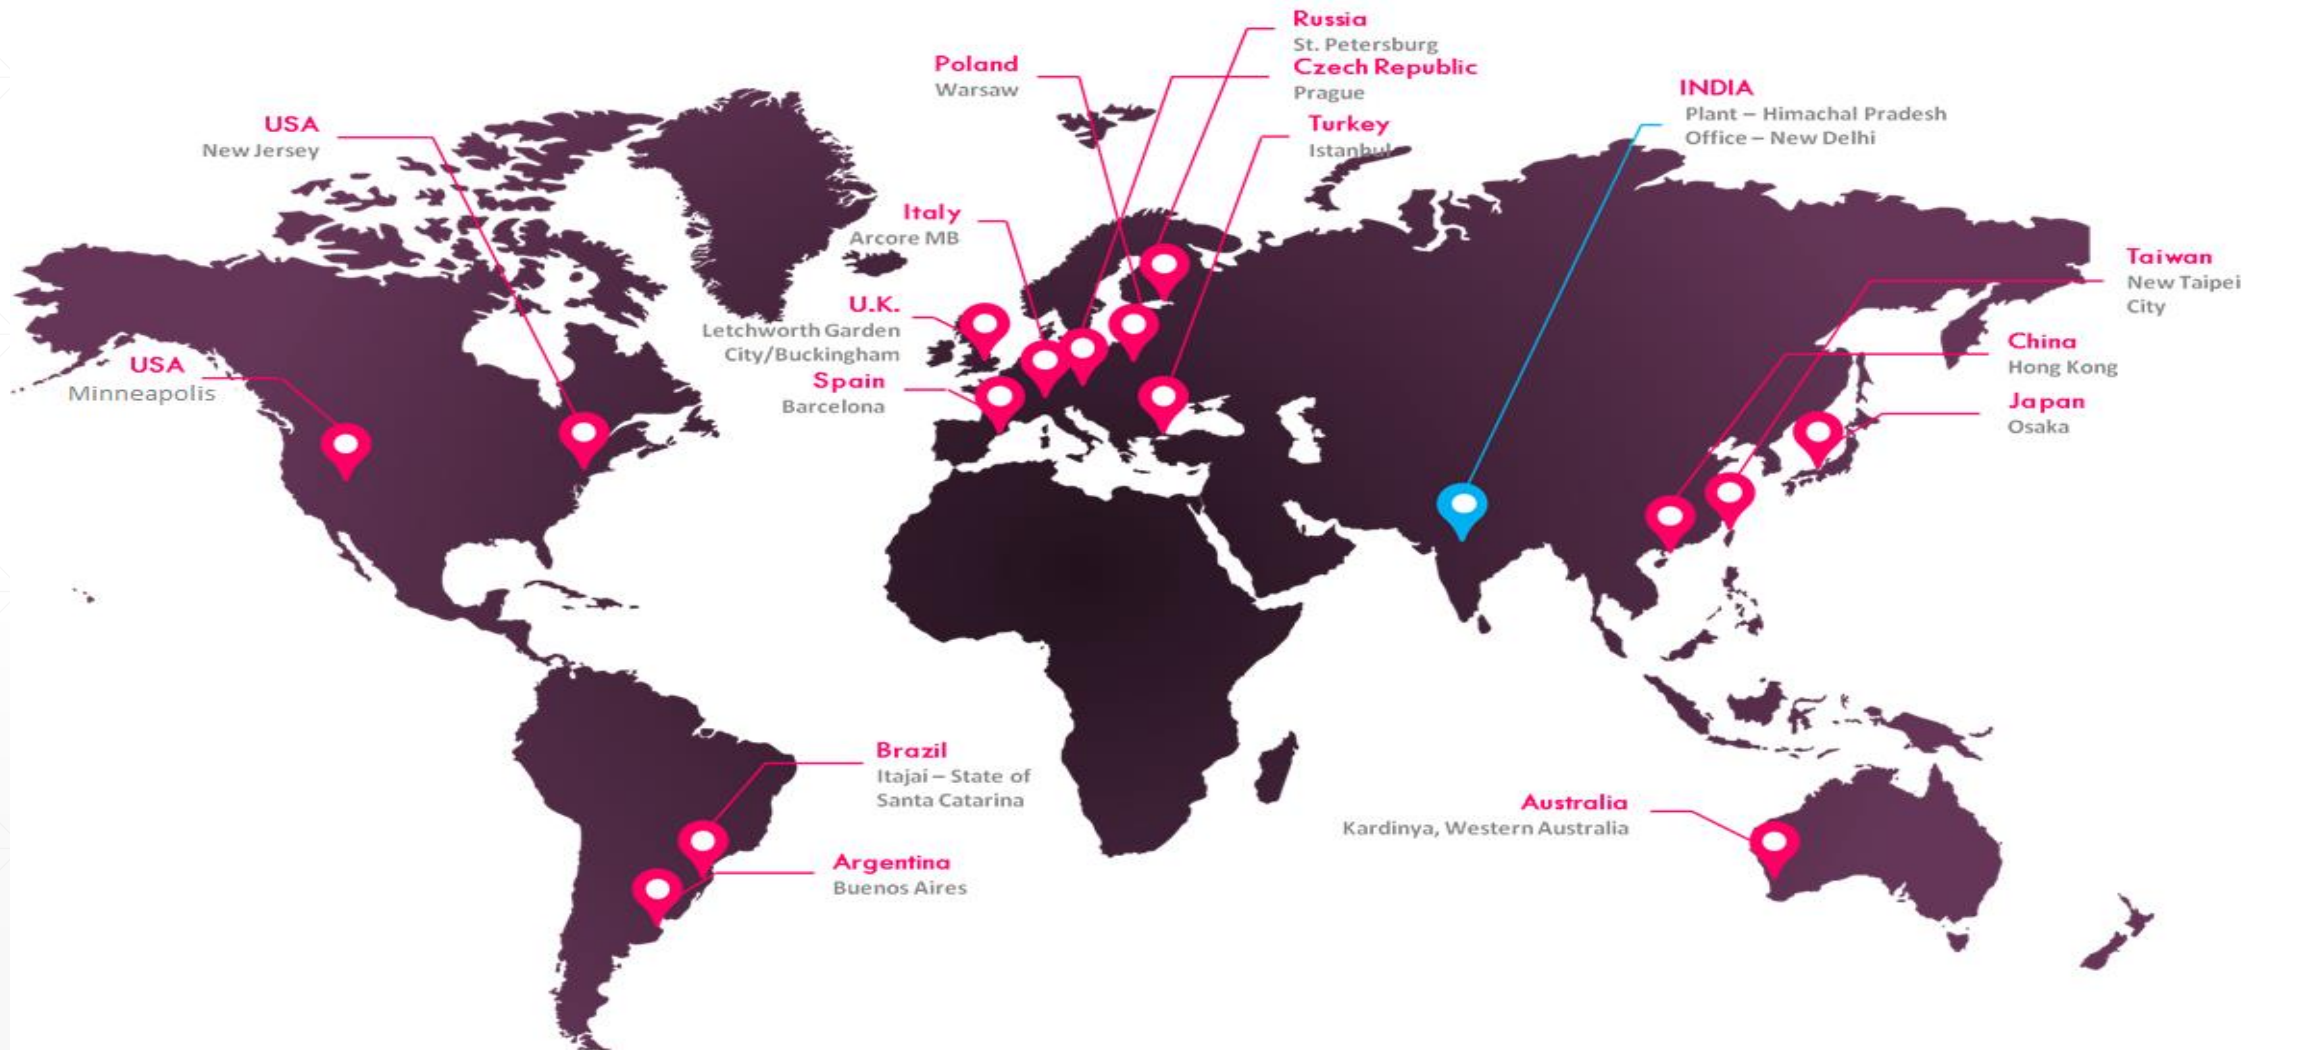 Russia
St. Petersburg
Czech Republic
Prague
Poland
Warsaw
INDIA
Plant – Himachal Pradesh
Office – New Delhi
USA
New Jersey
Turkey
Istanbul
Italy
Arcore MB
Taiwan
New Taipei
City
U.K.
Letchworth Garden
City/Buckingham
USA
Minneapolis
China
Hong Kong
Spain
Barcelona
Japan
Osaka
Brazil
Itajai – State of
Santa Catarina
Australia
Kardinya, Western Australia
Argentina
Buenos Aires